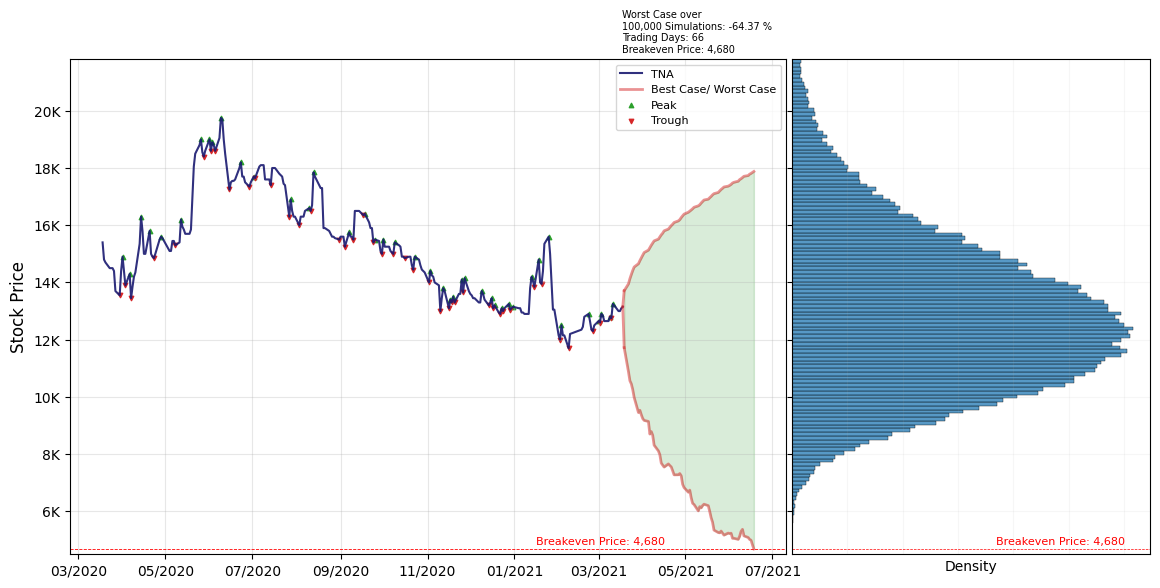 Worst Case over
100,000 Simulations: -64.37 %
Trading Days: 66
Breakeven Price: 4,680
TNA
Best Case/ Worst Case
Peak
Trough
Stock Price
20K
18K
16K
14K
12K
10K
8K
6K
Breakeven Price: 4,680
Breakeven Price: 4,680
03/2020 05/2020 07/2020 09/2020 11/2020 01/2021 03/2021 05/2021 07/2021
Density